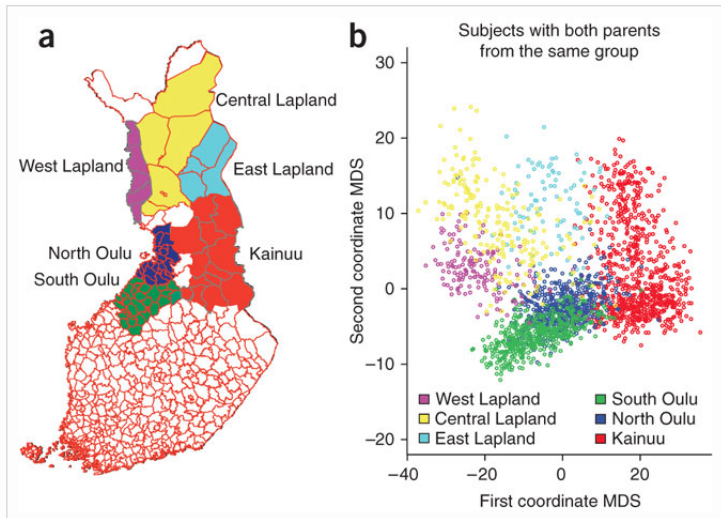 a
Central Lapland
West Lapland
East Lapland
North Oulu
South Oulu
Kainuu
b
Subjects with both parents
from the same group
30
20
10
0
−10
−20
Second coordinate MDS
West Lapland
Central Lapland
East Lapland
South Oulu
North Oulu
Kainuu
−40
−20
0
20
First coordinate MDS